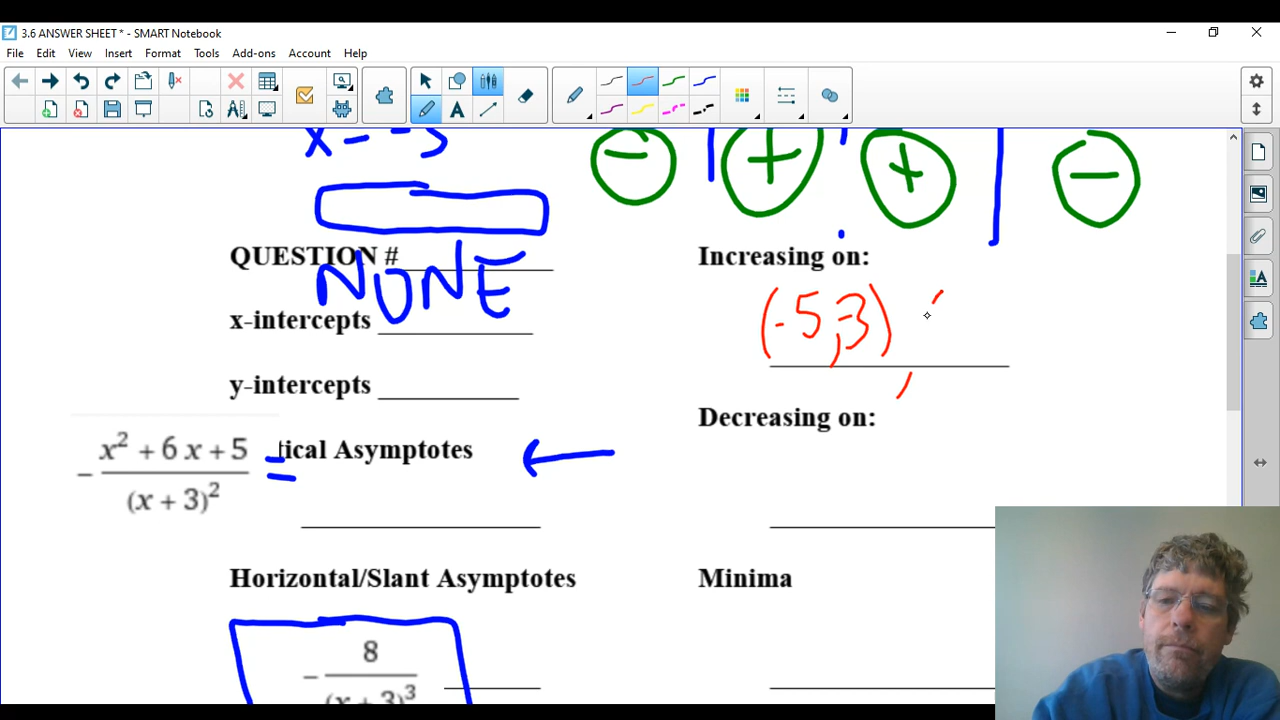 3.6 ANSWER SHEET * - SMART Notebook
File Edit View Insert Format Tools Add-ons Account Help
− + + −
QUESTION #
NONE
x-intercepts
y-intercepts
tical Asymptotes
- x² + 6 x + 5 / (x + 3)² =
Horizontal/Slant Asymptotes
- 8 / (x + 3)³
Increasing on:
(-5,-3)
Decreasing on:
Minima